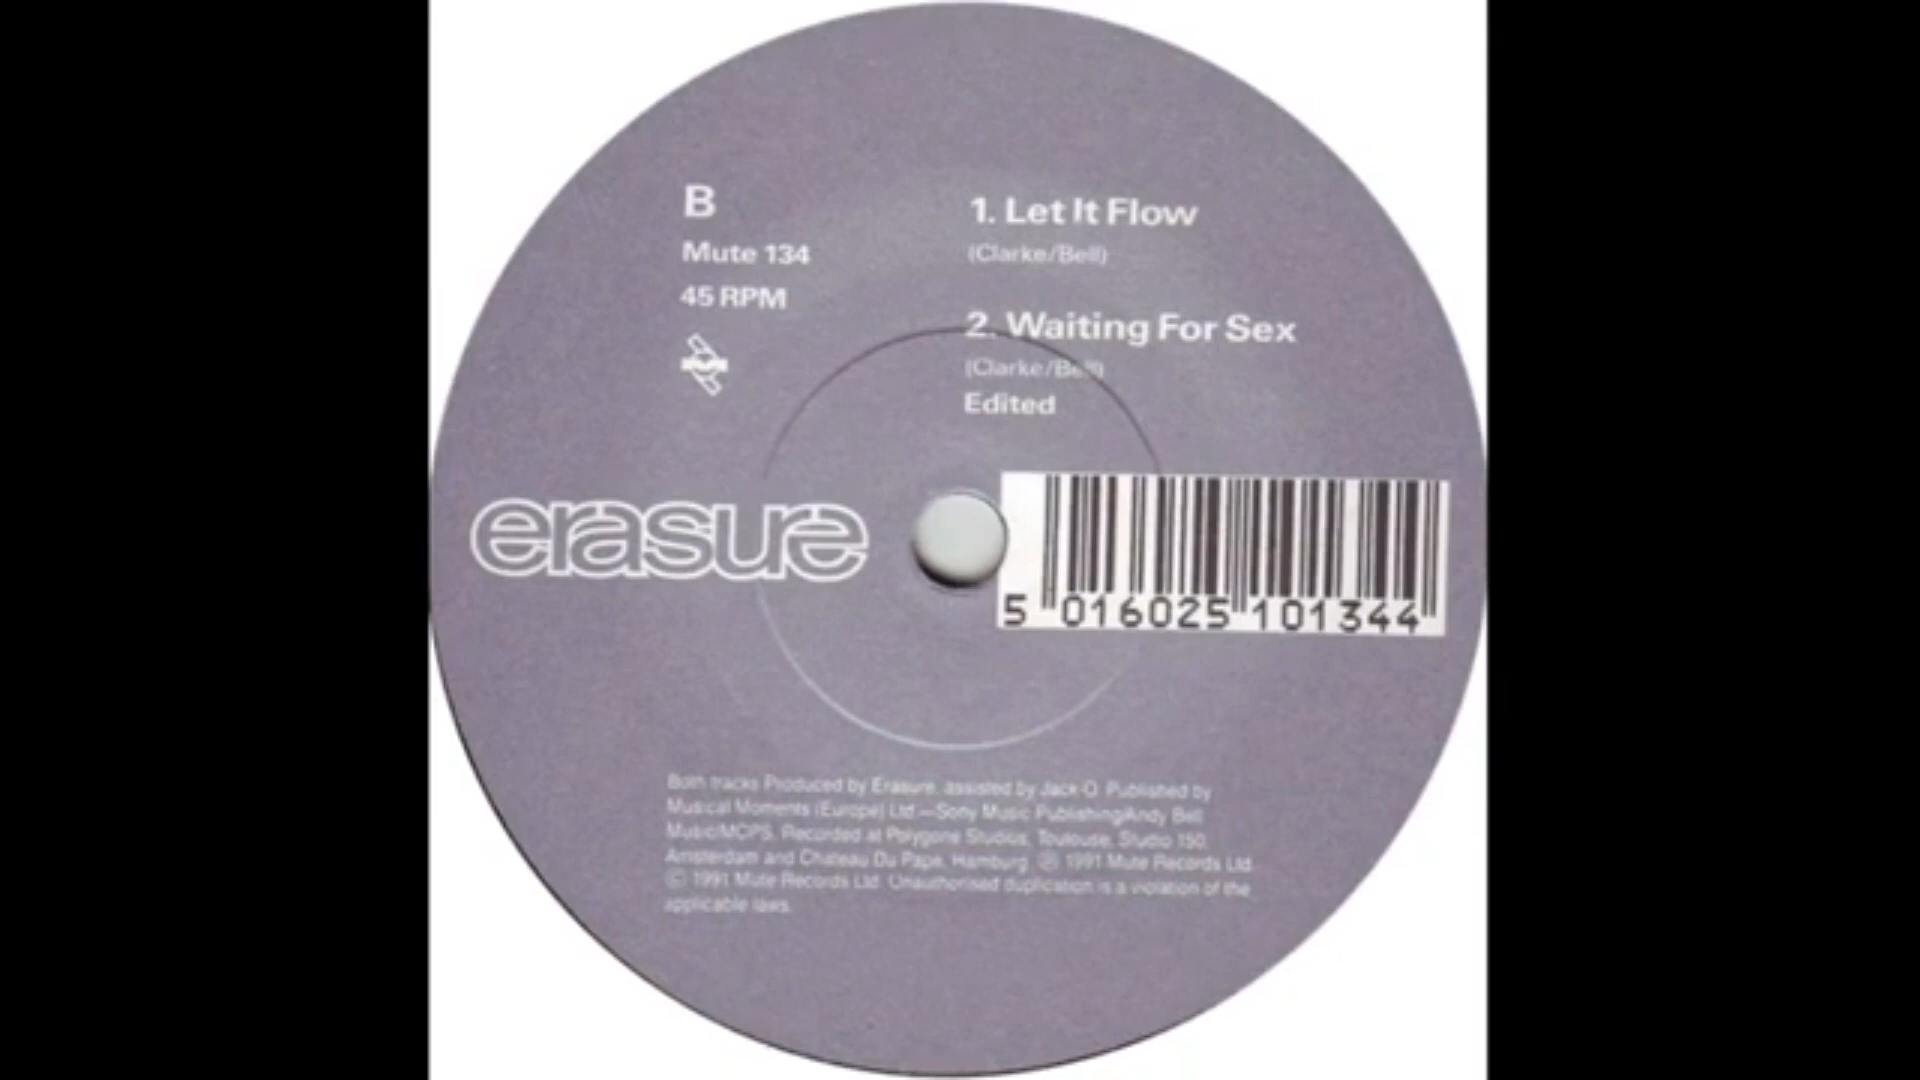 B
Mute 134
45 RPM
1. Let It Flow
(Clarke/Bell)
2. Waiting For Sex
(Clarke/Bell)
Edited
erasure
5 016025 101344
Both tracks Produced by Erasure, assisted by Jack-O. Published by
Musical Moments (Europe) Ltd—Sony Music Publishing/Andy Bell
Music/MCPS. Recorded at Polygone Studios, Toulouse, Studio 150,
Amsterdam and Chateau Du Pape, Hamburg. Ⓟ 1991 Mute Records Ltd.
© 1991 Mute Records Ltd. Unauthorised duplication is a violation of the
applicable laws.